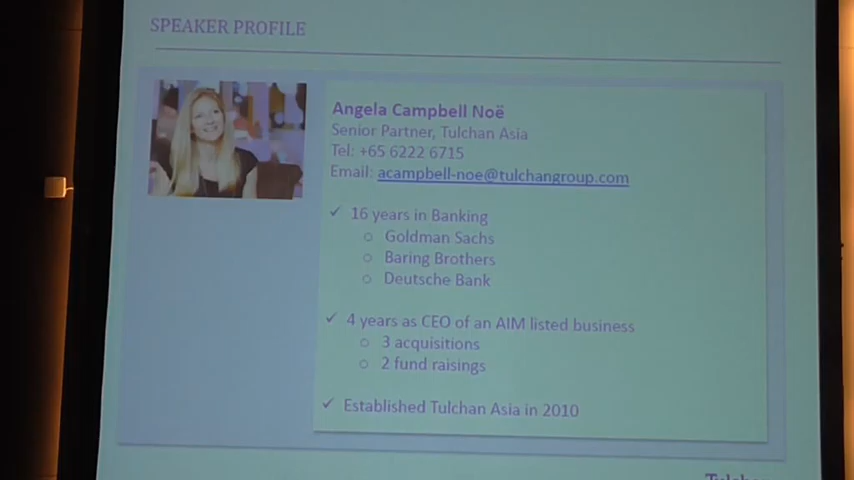 SPEAKER PROFILE
Angela Campbell Noë
Senior Partner, Tulchan Asia
Tel: +65 6222 6715
Email: acampbell-noe@tulchangroup.com
✓ 16 years in Banking
○ Goldman Sachs
○ Baring Brothers
○ Deutsche Bank
✓ 4 years as CEO of an AIM listed business
○ 3 acquisitions
○ 2 fund raisings
✓ Established Tulchan Asia in 2010